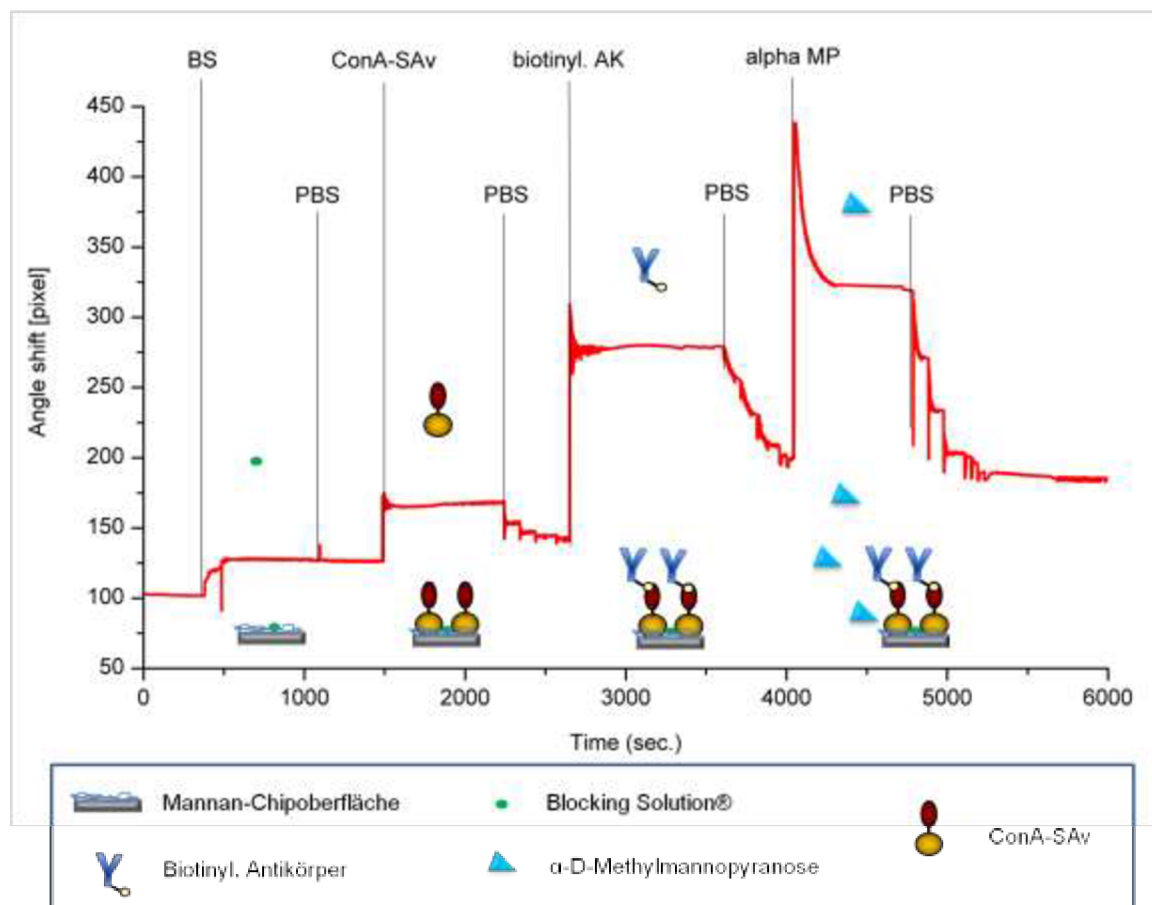 BS
ConA-SAv
biotinyl. AK
alpha MP
PBS
PBS
PBS
PBS
Angle shift [pixel]
450
400
350
300
250
200
150
100
50
0
1000
2000
3000
4000
5000
6000
Time (sec.)
Mannan-Chipoberfläche
Blocking Solution®
ConA-SAv
Biotinyl. Antikörper
α-D-Methylmannopyranose